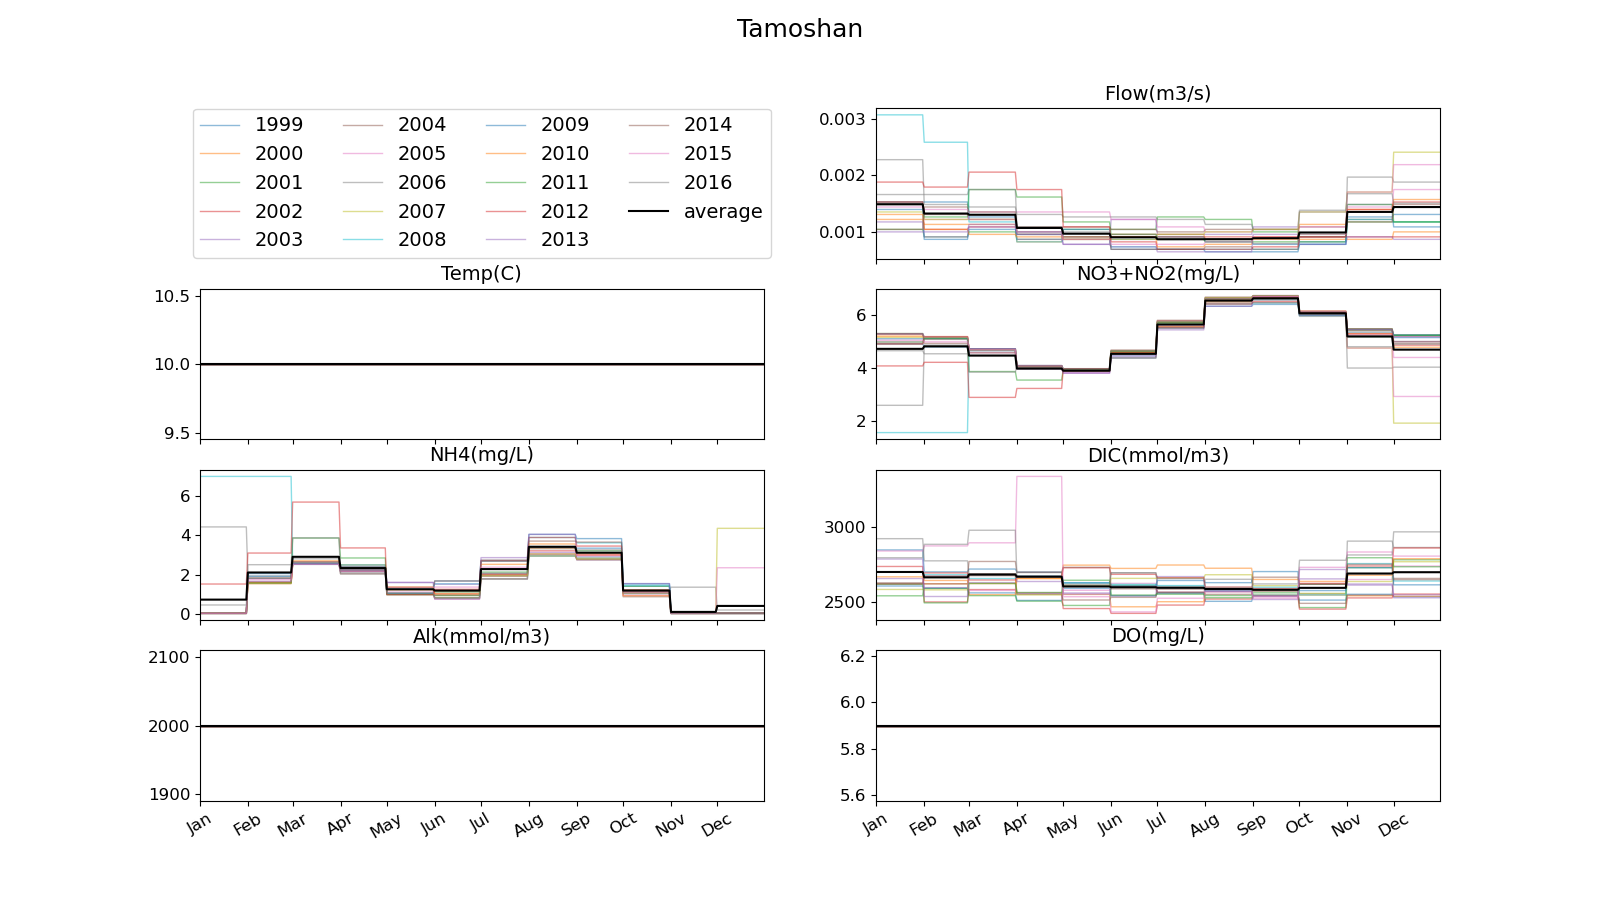 Tamoshan
1999 2004 2009 2014
2000 2005 2010 2015
2001 2006 2011 2016
2002 2007 2012 average
2003 2008 2013
Flow(m3/s)
0.003
0.002
0.001
Temp(C)
10.5
10.0
9.5
NO3+NO2(mg/L)
6
4
2
NH4(mg/L)
6
4
2
0
DIC(mmol/m3)
3000
2500
Alk(mmol/m3)
2100
2000
1900
Jan Feb Mar Apr May Jun Jul Aug Sep Oct Nov Dec
DO(mg/L)
6.2
6.0
5.8
5.6
Jan Feb Mar Apr May Jun Jul Aug Sep Oct Nov Dec